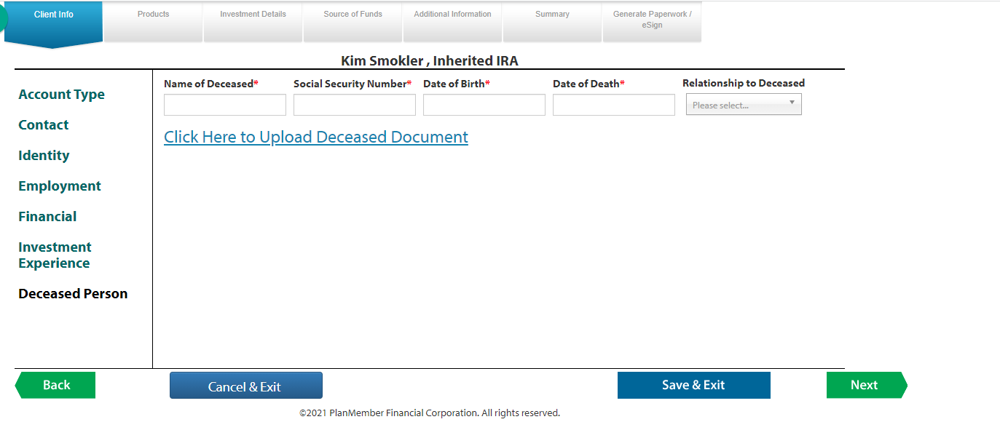 Client Info
Products
Investment Details
Source of Funds
Additional Information
Summary
Generate Paperwork /
eSign
Kim Smokler , Inherited IRA
Account Type
Contact
Identity
Employment
Financial
Investment
Experience
Deceased Person
Name of Deceased*
Social Security Number*
Date of Birth*
Date of Death*
Relationship to Deceased
Please select...
Click Here to Upload Deceased Document
Back
Cancel & Exit
Save & Exit
Next
©2021 PlanMember Financial Corporation. All rights reserved.